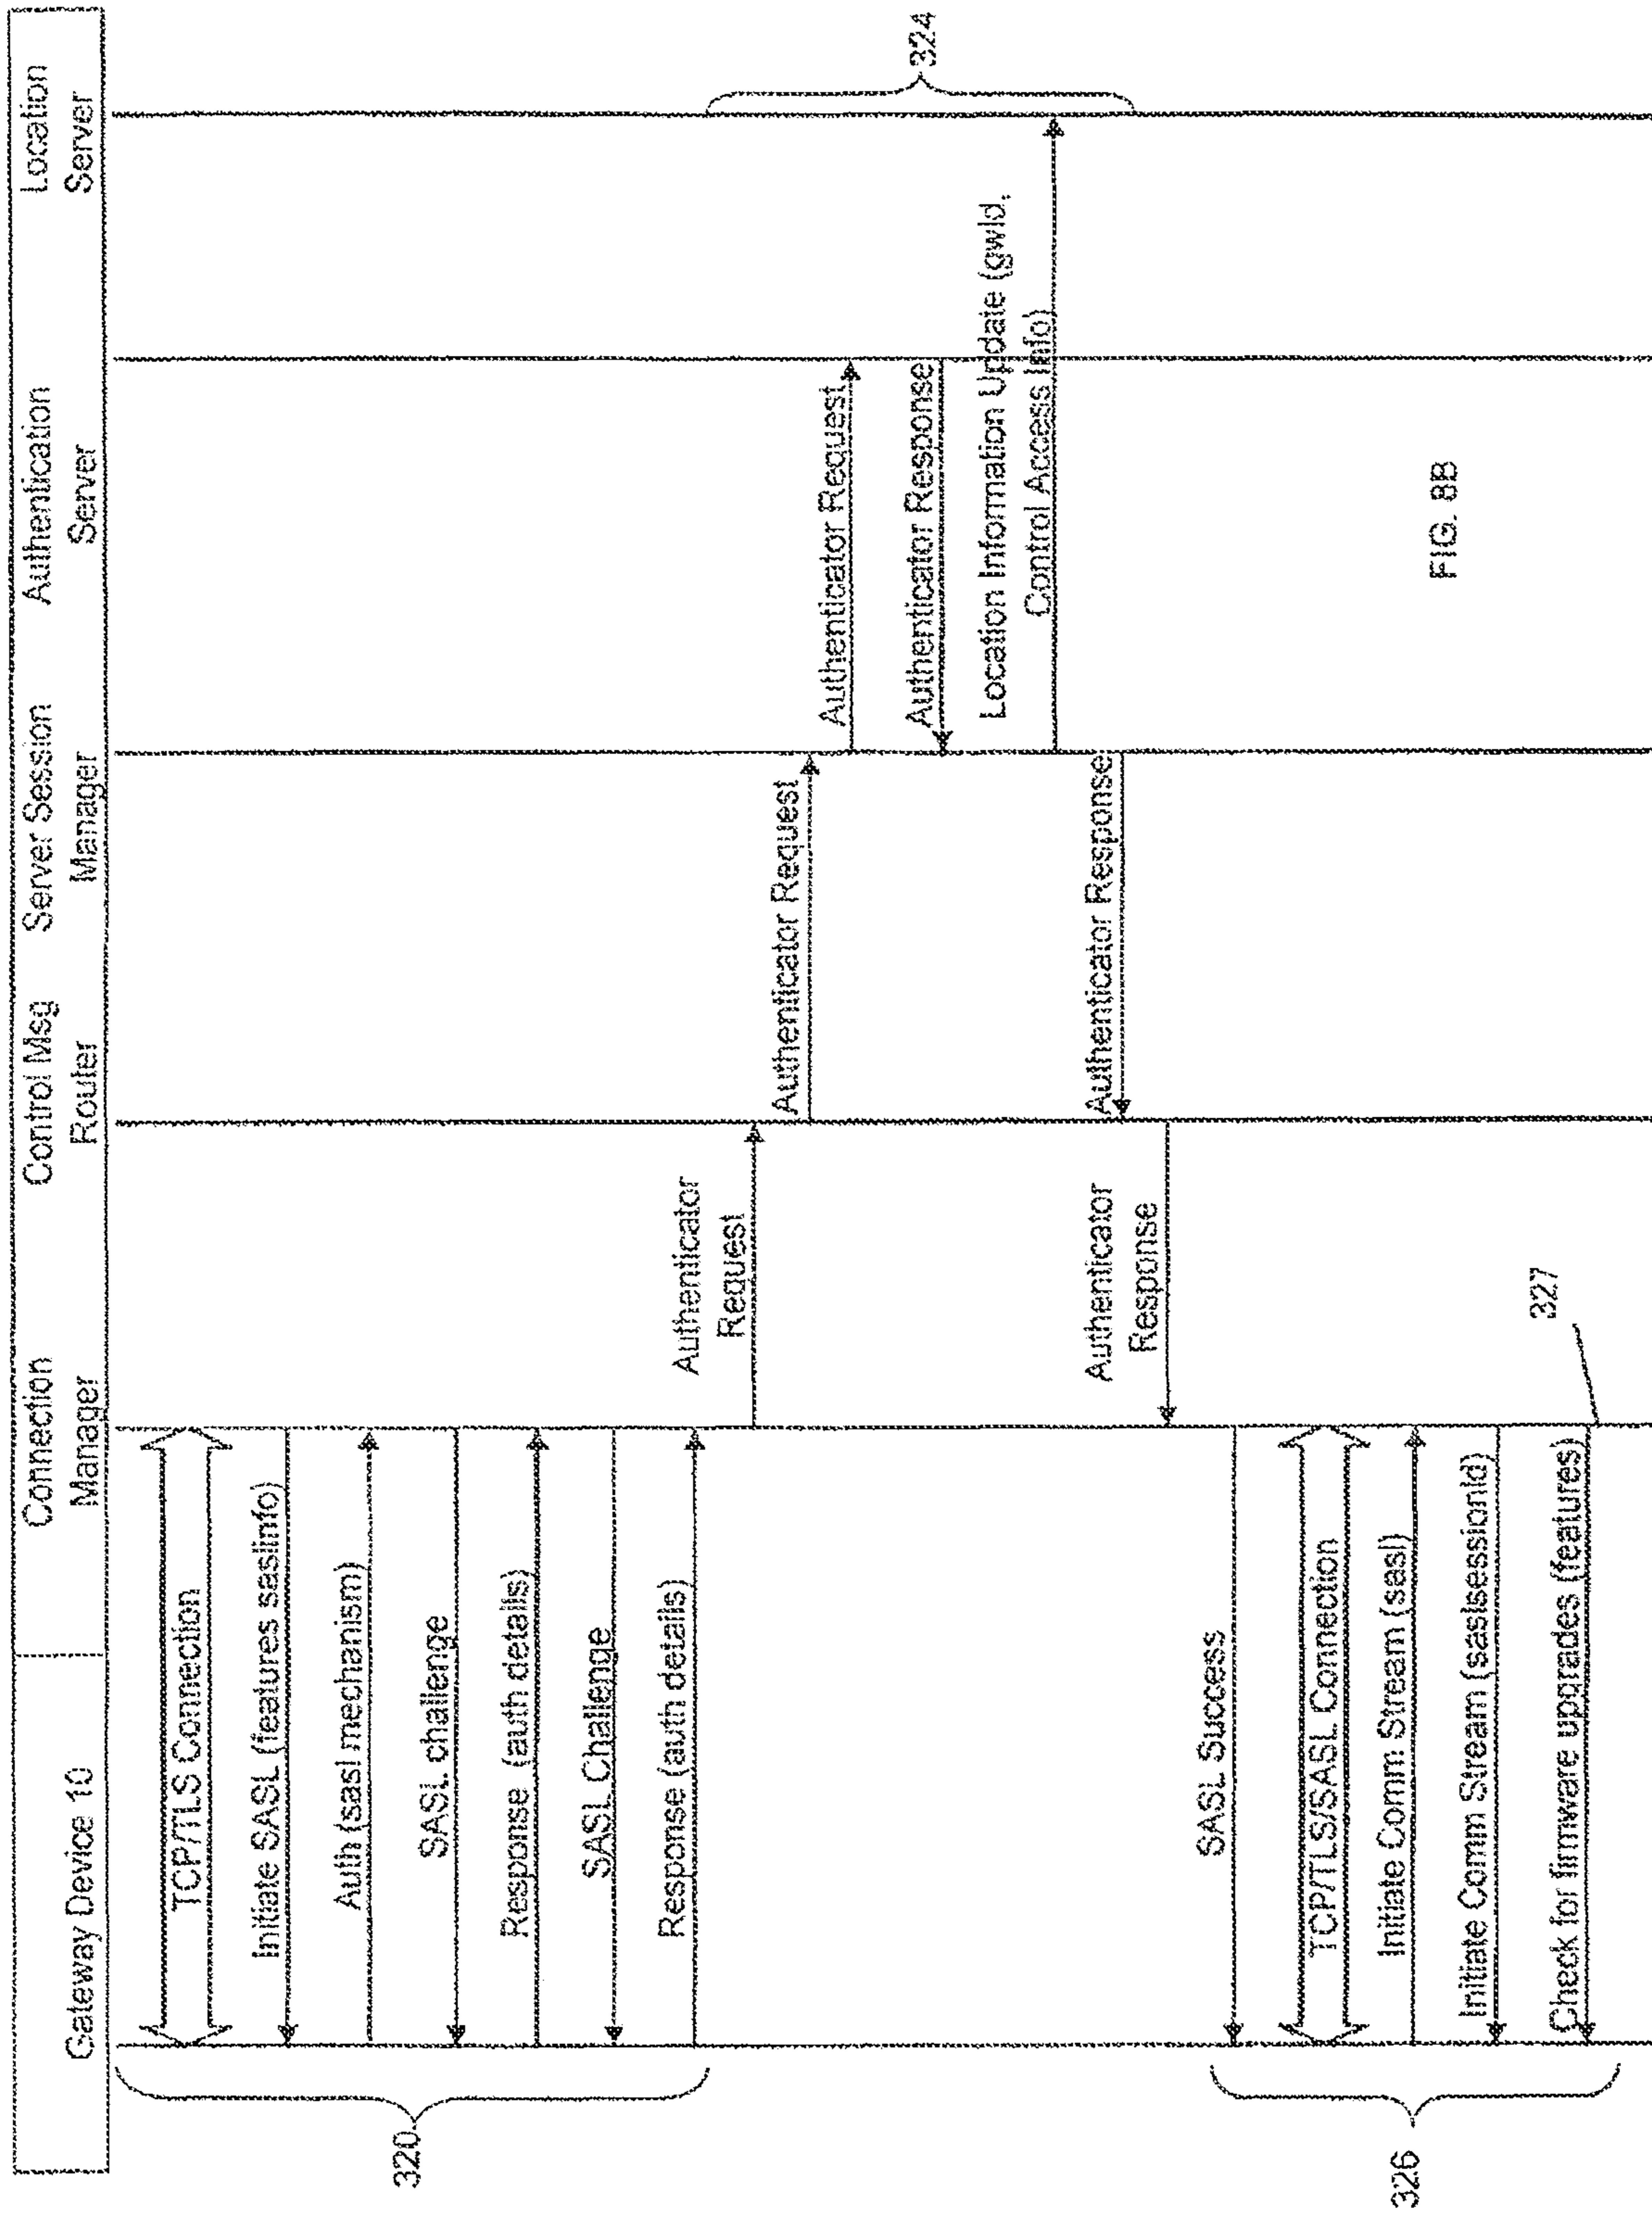 Gateway Device 10
Connection
Manager
Control Msg
Router
Server Session
Manager
Authentication
Server
Location
Server
TCP/TLS Connection
Initiate SASL (features saslinfo)
Auth (sasl mechanism)
SASL challenge
Response (auth details)
SASL Challenge
Response (auth details)
320
Authenticator
Request
Authenticator Request
Authenticator Request
Authenticator Response
Location Information Update (gwId,
Control Access Info)
324
Authenticator Response
Authenticator
Response
SASL Success
TCP/TLS/SASL Connection
Initiate Comm Stream (sasl)
Initiate Comm Stream (saslsessionId)
Check for firmware upgrades (features)
326
327
FIG. 8B